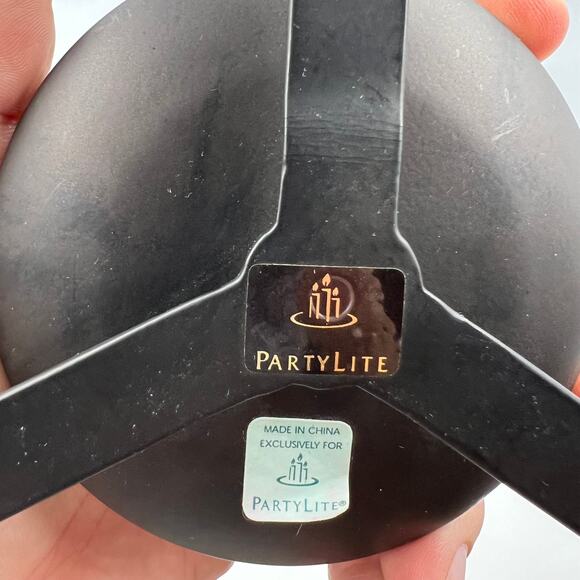 PARTYLITE
MADE IN CHINA
EXCLUSIVELY FOR
PARTYLITE®